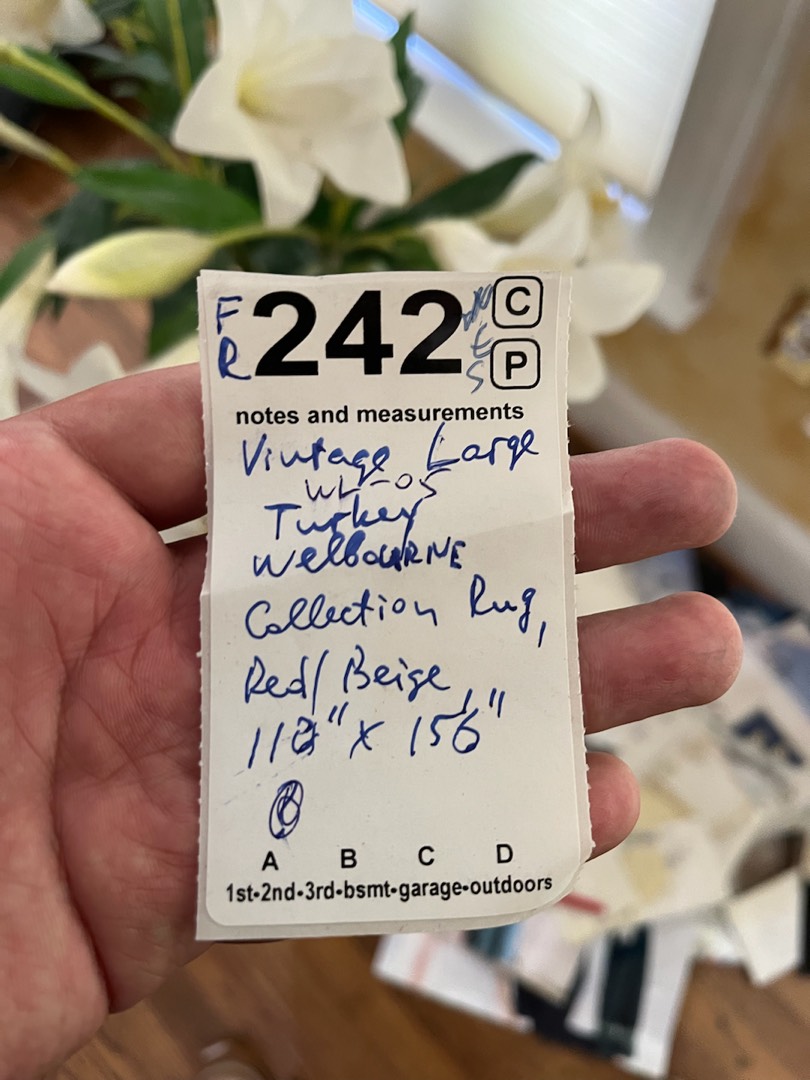 FR 242 C
P
notes and measurements
Vintage Large
WL-05
Turkey
WelbouRNE
Collection Rug,
Red/Beige
156"
A B C D
1st-2nd-3rd-bsmt-garage-outdoors